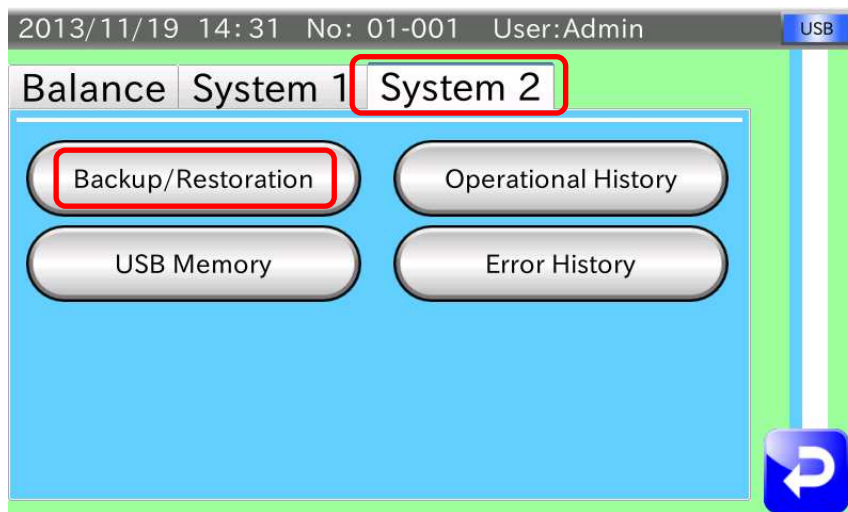 2013/11/19 14:31 No: 01-001 User:Admin USB
Balance System 1 System 2
Backup/Restoration Operational History
USB Memory Error History